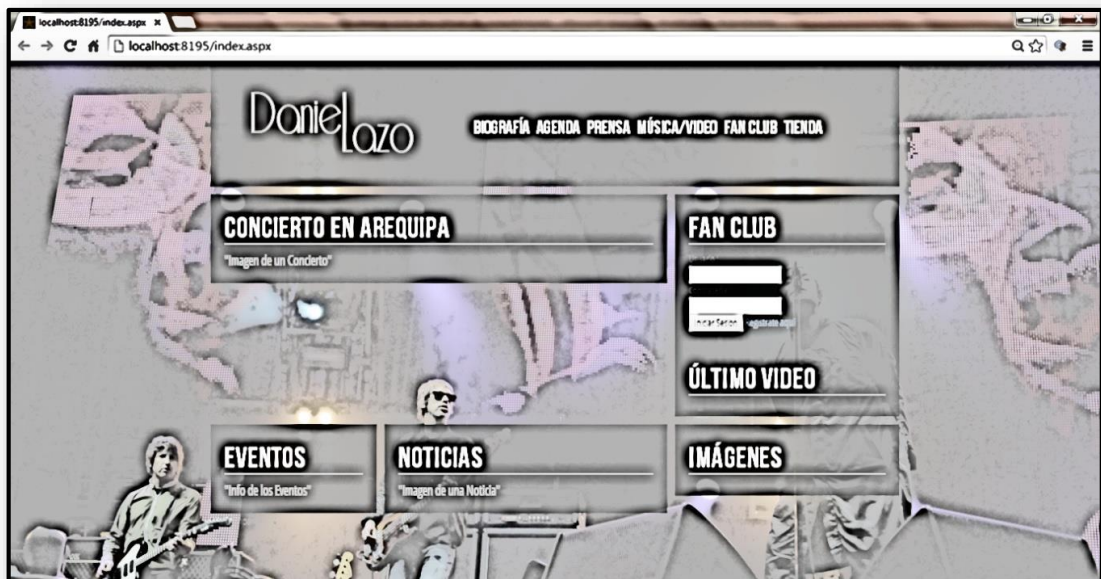 localhost:8195/index.aspx
localhost:8195/index.aspx
Daniel Lazo
BIOGRAFÍA AGENDA PRENSA MÚSICA/VIDEO FAN CLUB TIENDA
CONCIERTO EN AREQUIPA
"Imagen de un Concierto"
FAN CLUB
ÚLTIMO VIDEO
EVENTOS
"Info de los Eventos"
NOTICIAS
"Imagen de una Noticia"
IMÁGENES